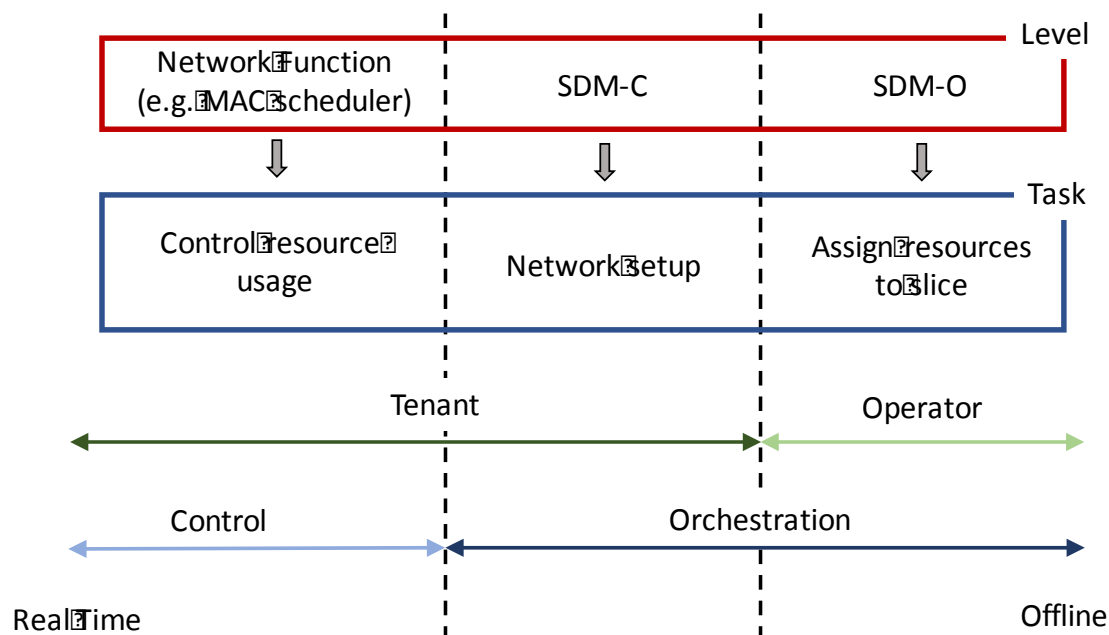 Level
Network Function
(e.g. MAC scheduler)
SDM-C
SDM-O
Task
Control resource
usage
Network setup
Assign resources
to slice
Tenant
Operator
Control
Orchestration
Real Time
Offline